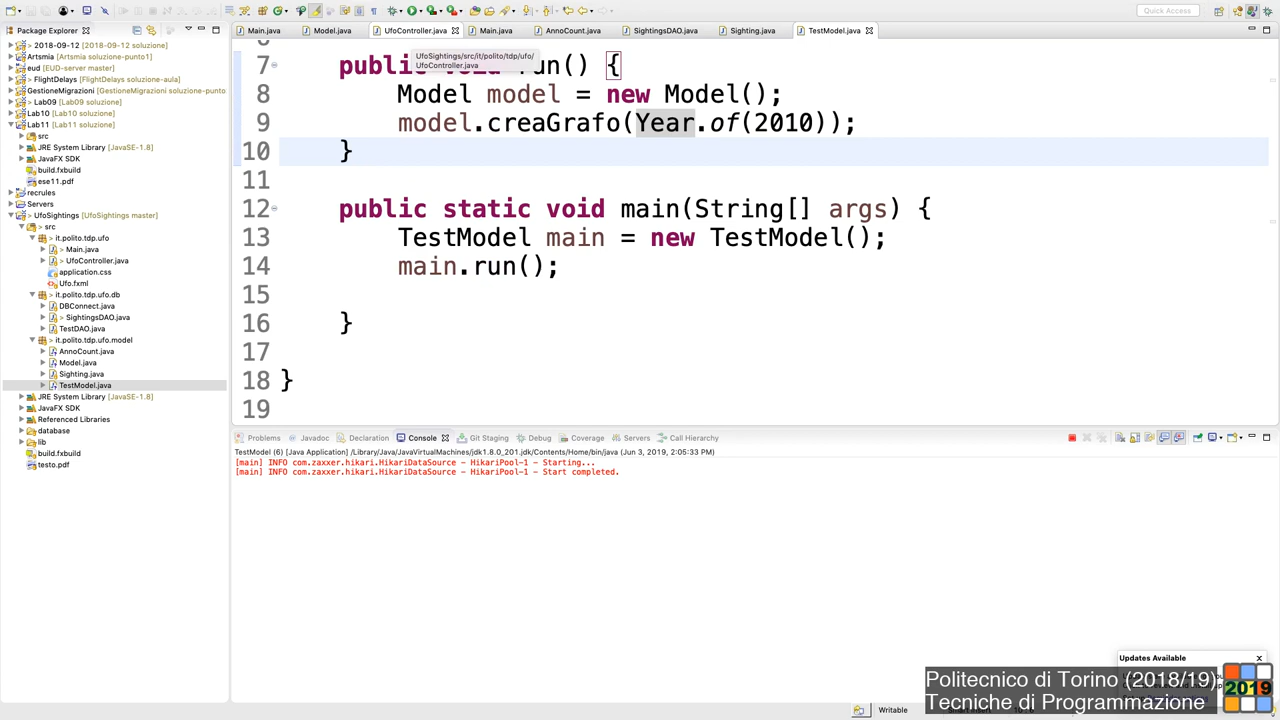 Quick Access
Package Explorer
Main.java
Model.java
UfoController.java
Main.java
AnnoCount.java
SightingsDAO.java
Sighting.java
TestModel.java
UfoSightings/src/it/polito/tdp/ufo/
UfoController.java
> 2018-09-12 [2018-09-12 soluzione]
Artsmia [Artsmia soluzione-punto1]
eud [EUD-server master]
> FlightDelays [FlightDelays soluzione-aula]
GestioneMigrazioni [GestioneMigrazioni soluzione-punto
> Lab09 [Lab09 soluzione]
Lab10 [Lab10 soluzione]
Lab11 [Lab11 soluzione]
src
JRE System Library [JavaSE-1.8]
JavaFX SDK
build.fxbuild
ese11.pdf
recrules
Servers
> UfoSightings [UfoSightings master]
> src
> it.polito.tdp.ufo
> Main.java
> UfoController.java
application.css
Ufo.fxml
> it.polito.tdp.ufo.db
DBConnect.java
> SightingsDAO.java
TestDAO.java
> it.polito.tdp.ufo.model
AnnoCount.java
Model.java
Sighting.java
TestModel.java
JRE System Library [JavaSE-1.8]
JavaFX SDK
Referenced Libraries
database
lib
build.fxbuild
testo.pdf
7 public void run() {
8 Model model = new Model();
9 model.creaGrafo(Year.of(2010));
10 }
11
12 public static void main(String[] args) {
13 TestModel main = new TestModel();
14 main.run();
15
16 }
17
18 }
19
Problems
Javadoc
Declaration
Console
Git Staging
Debug
Coverage
Servers
Call Hierarchy
TestModel (6) [Java Application] /Library/Java/JavaVirtualMachines/jdk1.8.0_201.jdk/Contents/Home/bin/java (Jun 3, 2019, 2:05:33 PM)
[main] INFO com.zaxxer.hikari.HikariDataSource - HikariPool-1 - Starting...
[main] INFO com.zaxxer.hikari.HikariDataSource - HikariPool-1 - Start completed.
Updates Available
Politecnico di Torino (2018/19)
Tecniche di Programmazione
2019
Writable